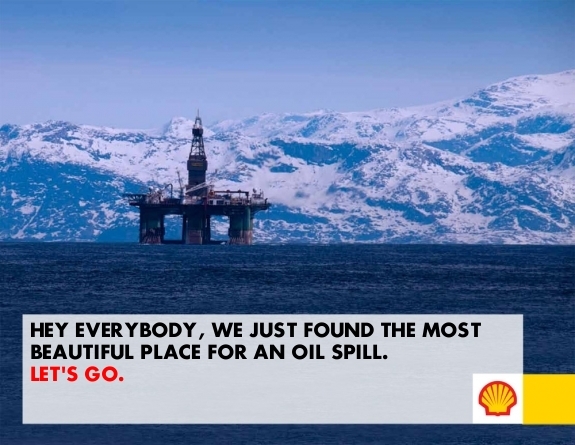 HEY EVERYBODY, WE JUST FOUND THE MOST
BEAUTIFUL PLACE FOR AN OIL SPILL.
LET'S GO.